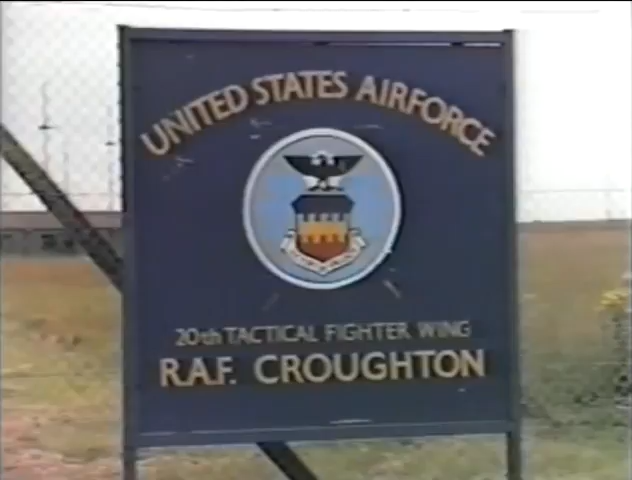 UNITED STATES AIRFORCE
20th TACTICAL FIGHTER WING
R.A.F. CROUGHTON